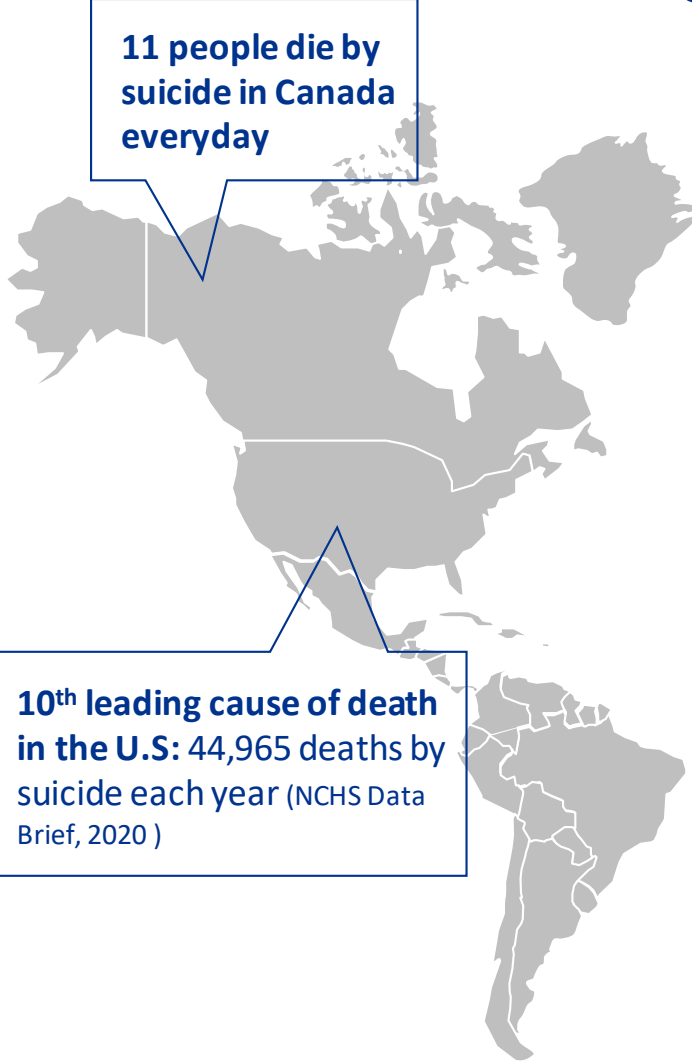 11 people die by
suicide in Canada
everyday
10th leading cause of death
in the U.S: 44,965 deaths by
suicide each year (NCHS Data
Brief, 2020 )